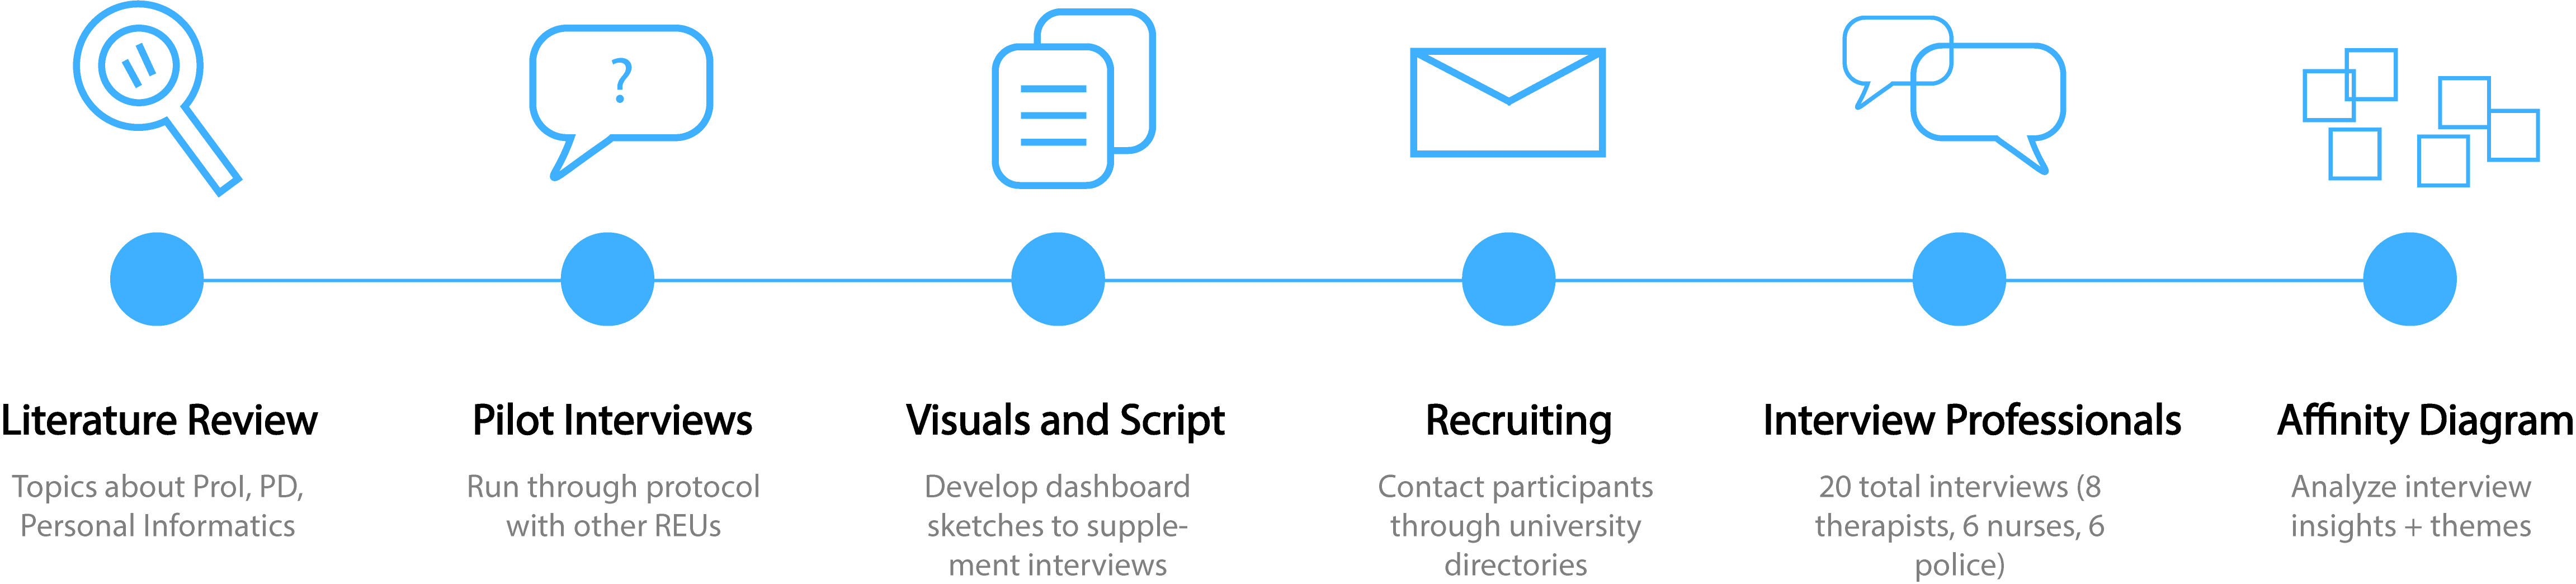 ?
Literature Review
Topics about ProI, PD,
Personal Informatics
Pilot Interviews
Run through protocol
with other REUs
Visuals and Script
Develop dashboard
sketches to supple-
ment interviews
Recruiting
Contact participants
through university
directories
Interview Professionals
20 total interviews (8
therapists, 6 nurses, 6
police)
Affinity Diagram
Analyze interview
insights + themes